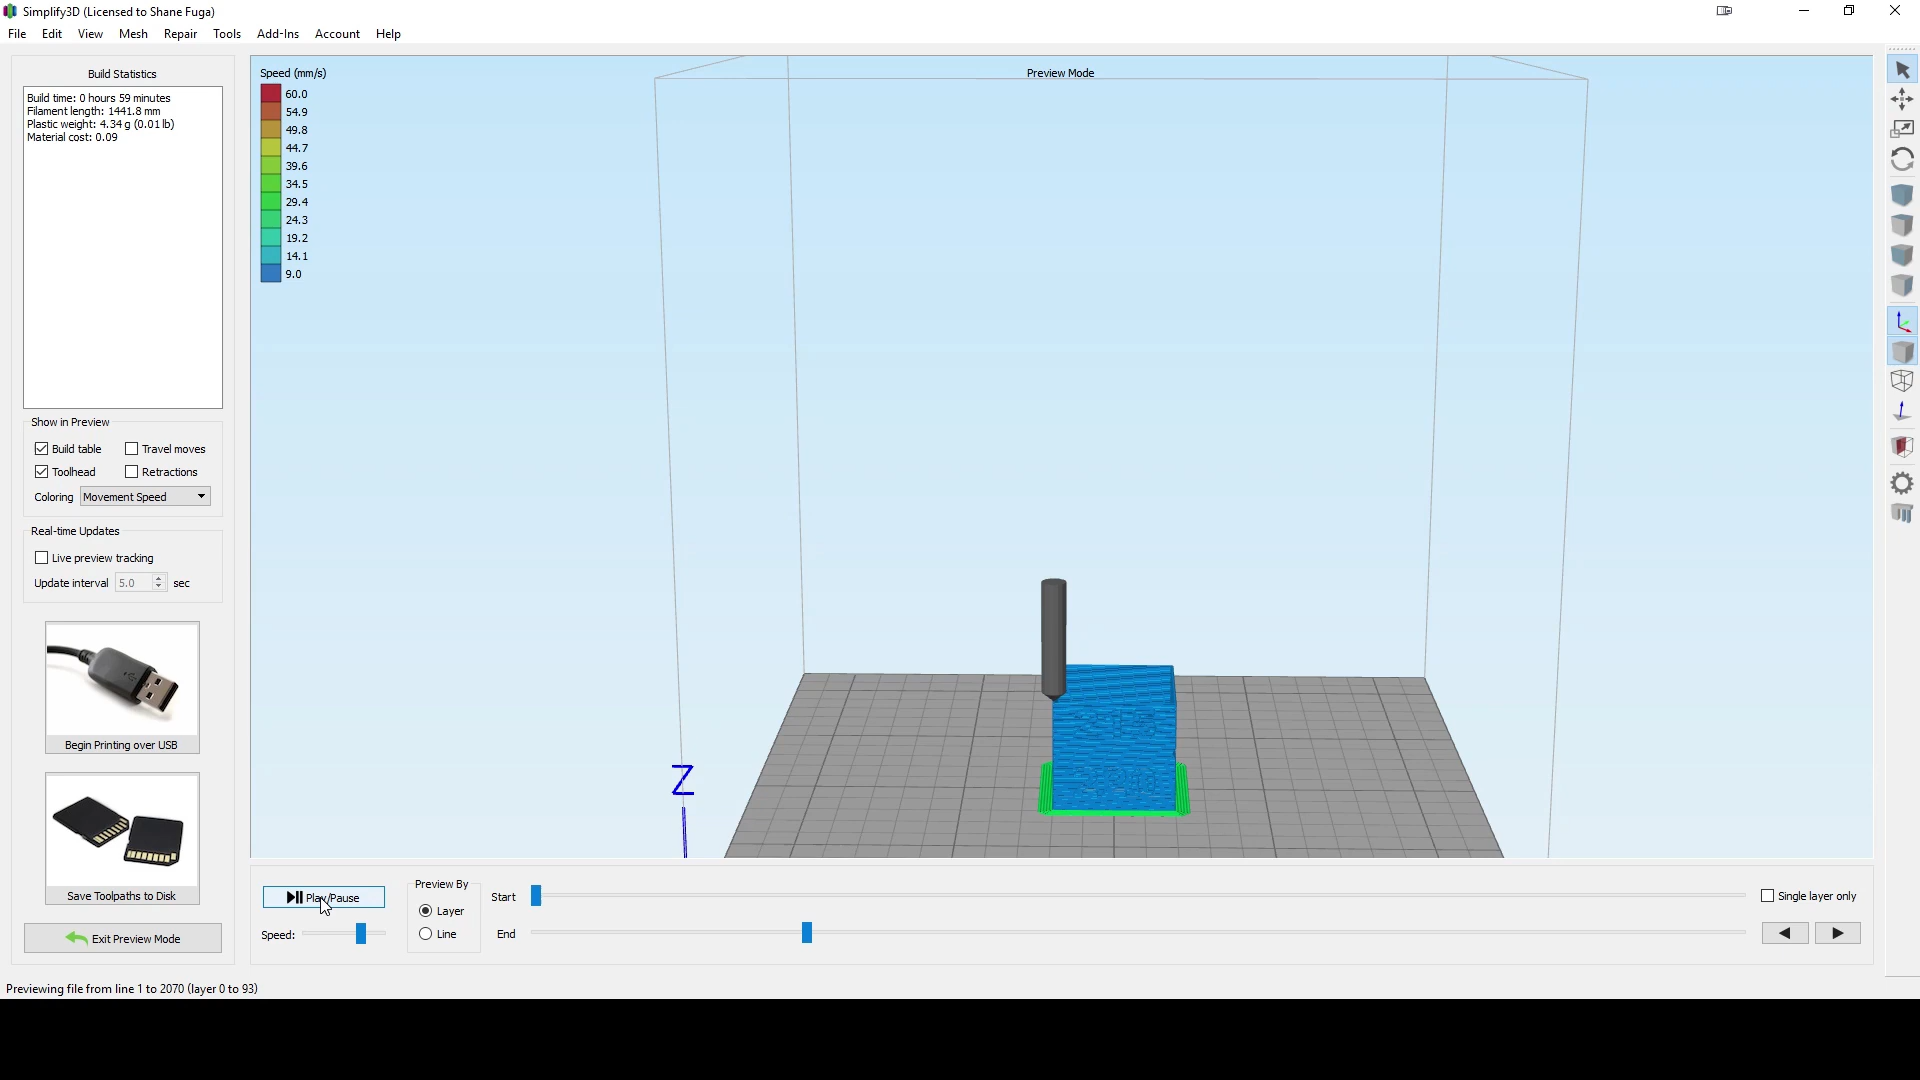 Simplify3D (Licensed to Shane Fuga)
File Edit View Mesh Repair Tools Add-Ins Account Help
Build Statistics
Build time: 0 hours 59 minutes
Filament length: 1441.8 mm
Plastic weight: 4.34 g (0.01 lb)
Material cost: 0.09
Show in Preview
Build table Travel moves
Toolhead Retractions
Coloring Movement Speed
Real-time Updates
Live preview tracking
Update interval 5.0 sec
Begin Printing over USB
Save Toolpaths to Disk
Exit Preview Mode
Speed (mm/s)
60.0
54.9
49.8
44.7
39.6
34.5
29.4
24.3
19.2
14.1
9.0
Preview Mode
Z
Play/Pause
Speed:
Preview By
Layer
Line
Start
End
Single layer only
Previewing file from line 1 to 2070 (layer 0 to 93)